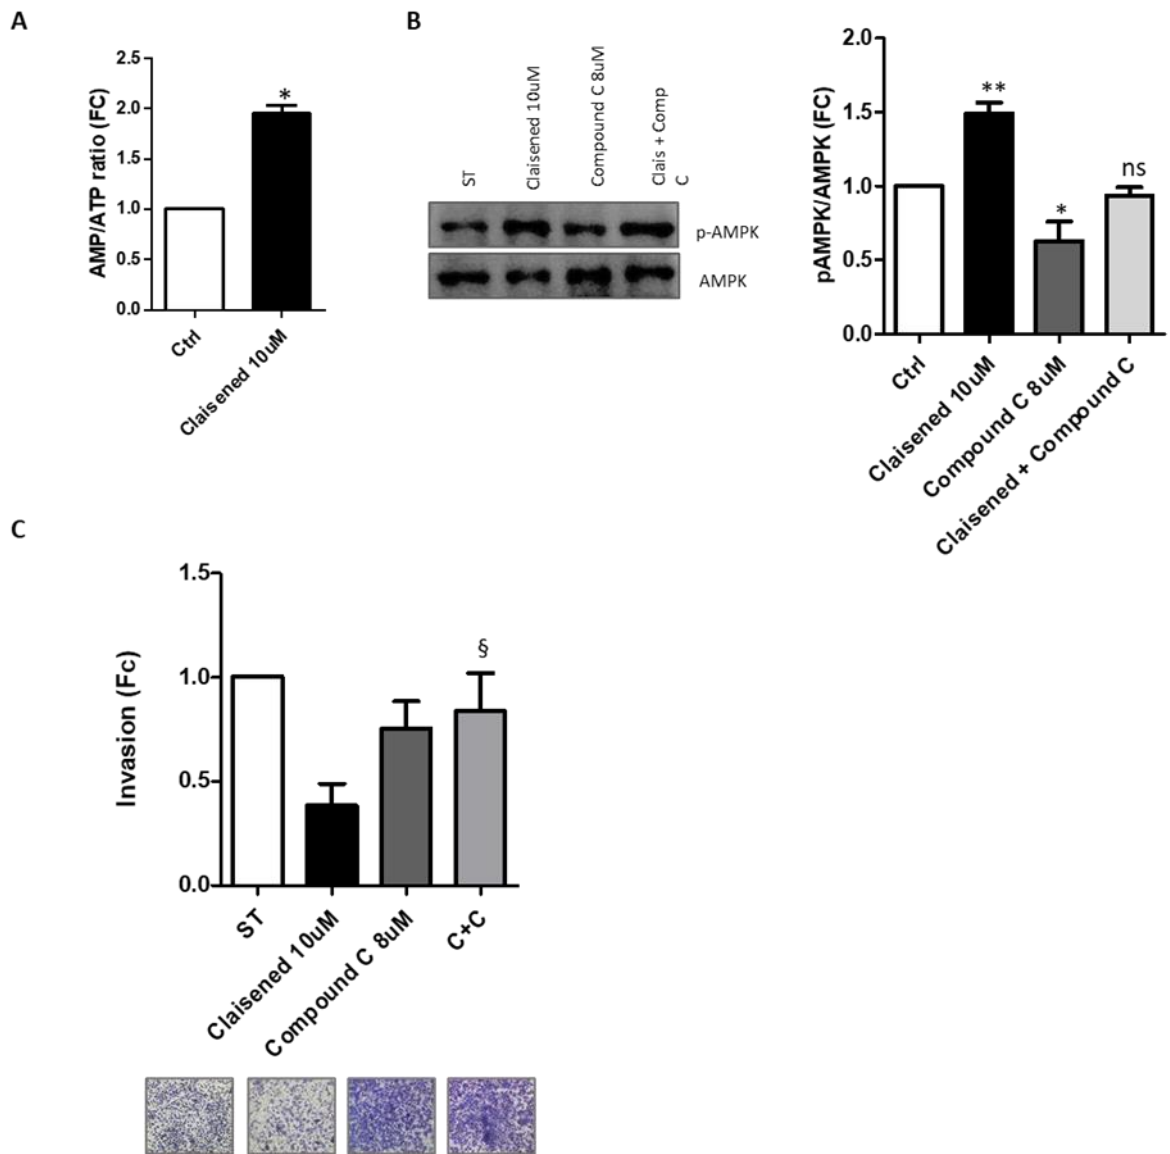 A
AMP/ATP ratio (FC)
2.5
2.0
1.5
1.0
0.5
0.0
*
Ctrl
Claisened 10uM
B
ST
Claisened 10uM
Compound C 8uM
Clais + Comp
C
p-AMPK
AMPK
pAMPK/AMPK (FC)
2.0
1.5
1.0
0.5
0.0
**
*
ns
Ctrl
Claisened 10uM
Compound C 8uM
Claisened + Compound C
C
Invasion (Fc)
1.5
1.0
0.5
0.0
§
ST
Claisened 10uM
Compound C 8uM
C+C